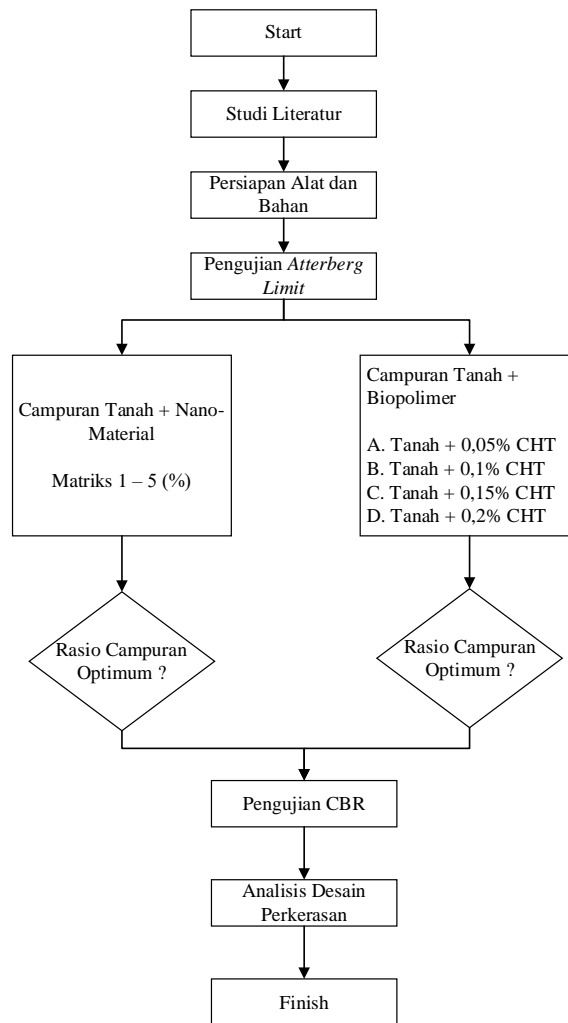 Start
Studi Literatur
Persiapan Alat dan
Bahan
Pengujian Atterberg
Limit
Campuran Tanah + Nano-
Material
Matriks 1 – 5 (%)
Campuran Tanah +
Biopolimer
A. Tanah + 0,05% CHT
B. Tanah + 0,1% CHT
C. Tanah + 0,15% CHT
D. Tanah + 0,2% CHT
Rasio Campuran
Optimum ?
Rasio Campuran
Optimum ?
Pengujian CBR
Analisis Desain
Perkerasan
Finish